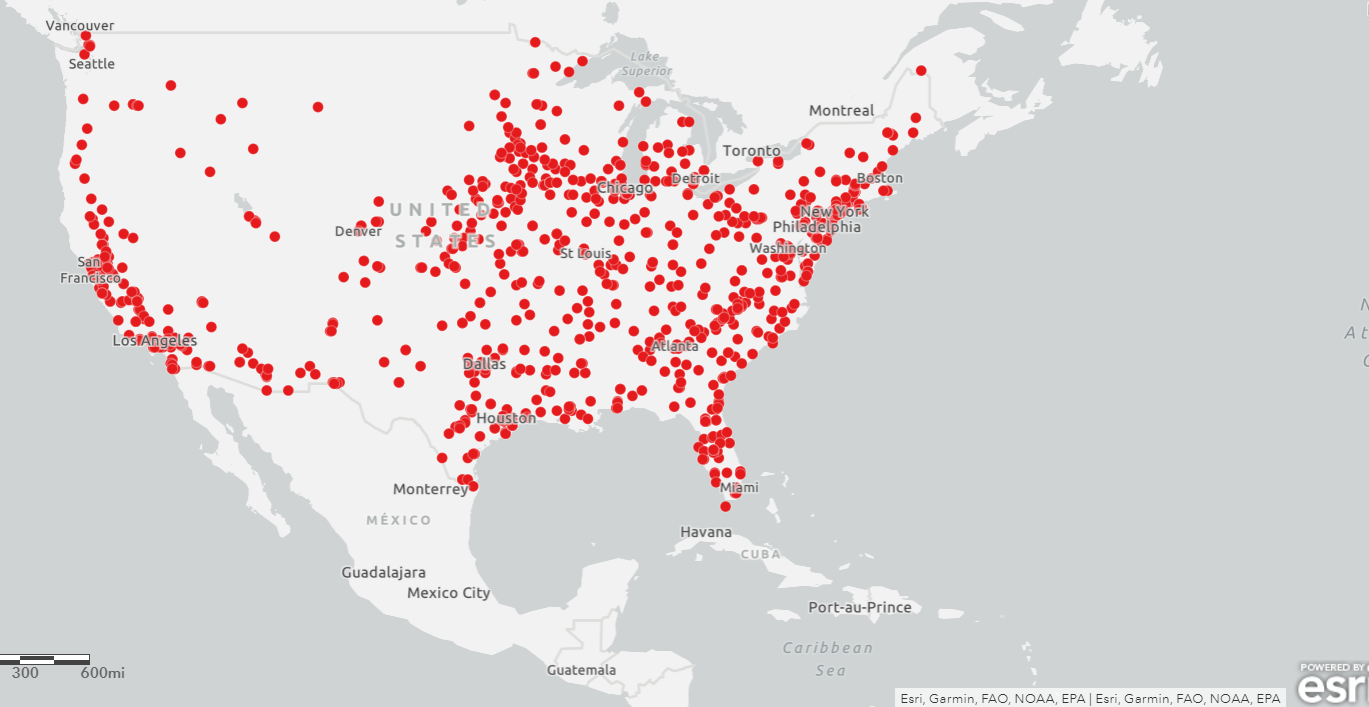 Vancouver
Seattle
Lake
Superior
Montreal
Toronto
Boston
Detroit
Chicago
UNITED
STATES
New York
Philadelphia
Denver
Washington
St Louis
San
Francisco
Los Angeles
Atlanta
Dallas
Houston
Monterrey
Miami
MÉXICO
Havana
CUBA
Guadalajara
Mexico City
Port-au-Prince
Caribbean
Sea
Guatemala
300 600mi
POWERED BY
esri
Esri, Garmin, FAO, NOAA, EPA | Esri, Garmin, FAO, NOAA, EPA